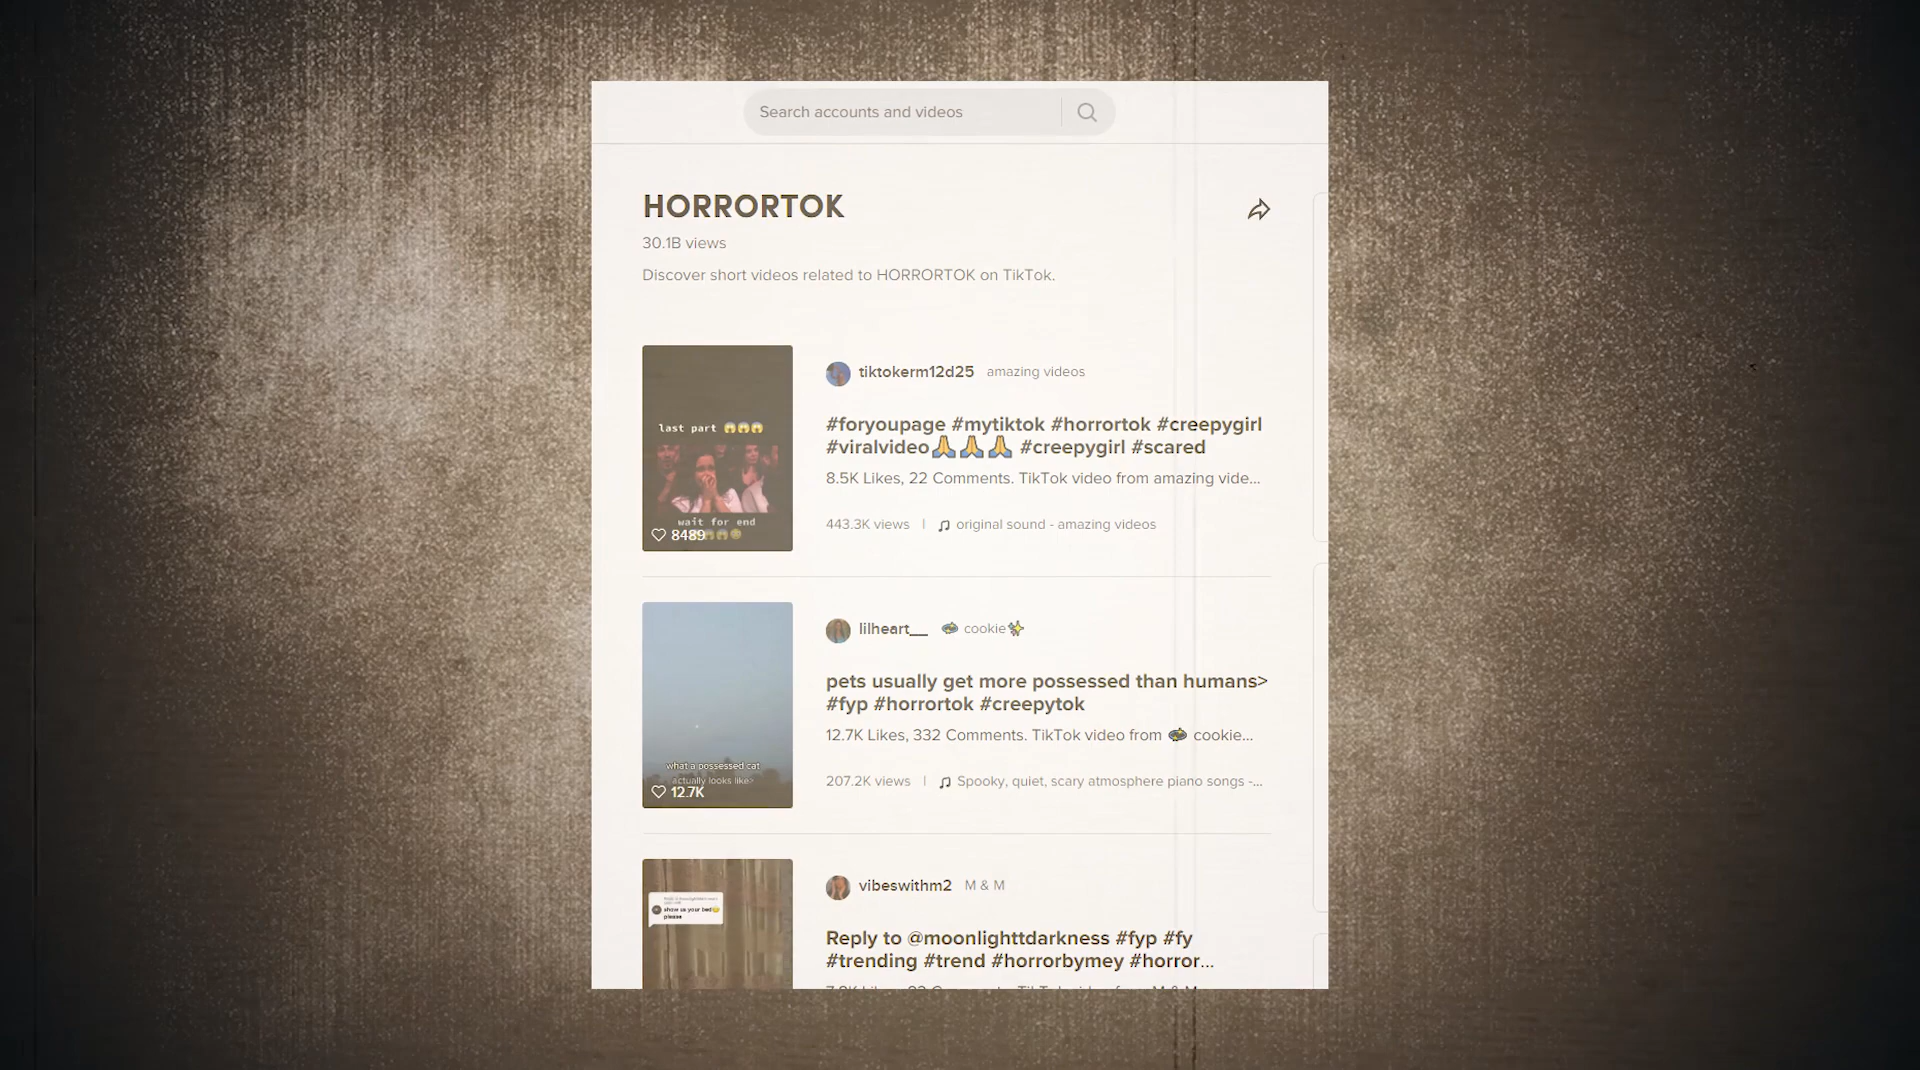 Search accounts and videos
HORRORTOK
30.1B views
Discover short videos related to HORRORTOK on TikTok.
last part 😱😱😱
wait for end
8489
tiktokerm12d25 amazing videos
#foryoupage #mytiktok #horrortok #creepygirl
#viralvideo🙏🙏🙏 #creepygirl #scared
8.5K Likes, 22 Comments. TikTok video from amazing vide...
443.3K views | original sound - amazing videos
what a possessed cat
actually looks like>
12.7K
lilheart__ cookie✨
pets usually get more possessed than humans>
#fyp #horrortok #creepytok
12.7K Likes, 332 Comments. TikTok video from cookie...
207.2K views | Spooky, quiet, scary atmosphere piano songs -...
show us your bed
please
vibeswithm2 M & M
Reply to @moonlighttdarkness #fyp #fy
#trending #trend #horrorbymey #horror...